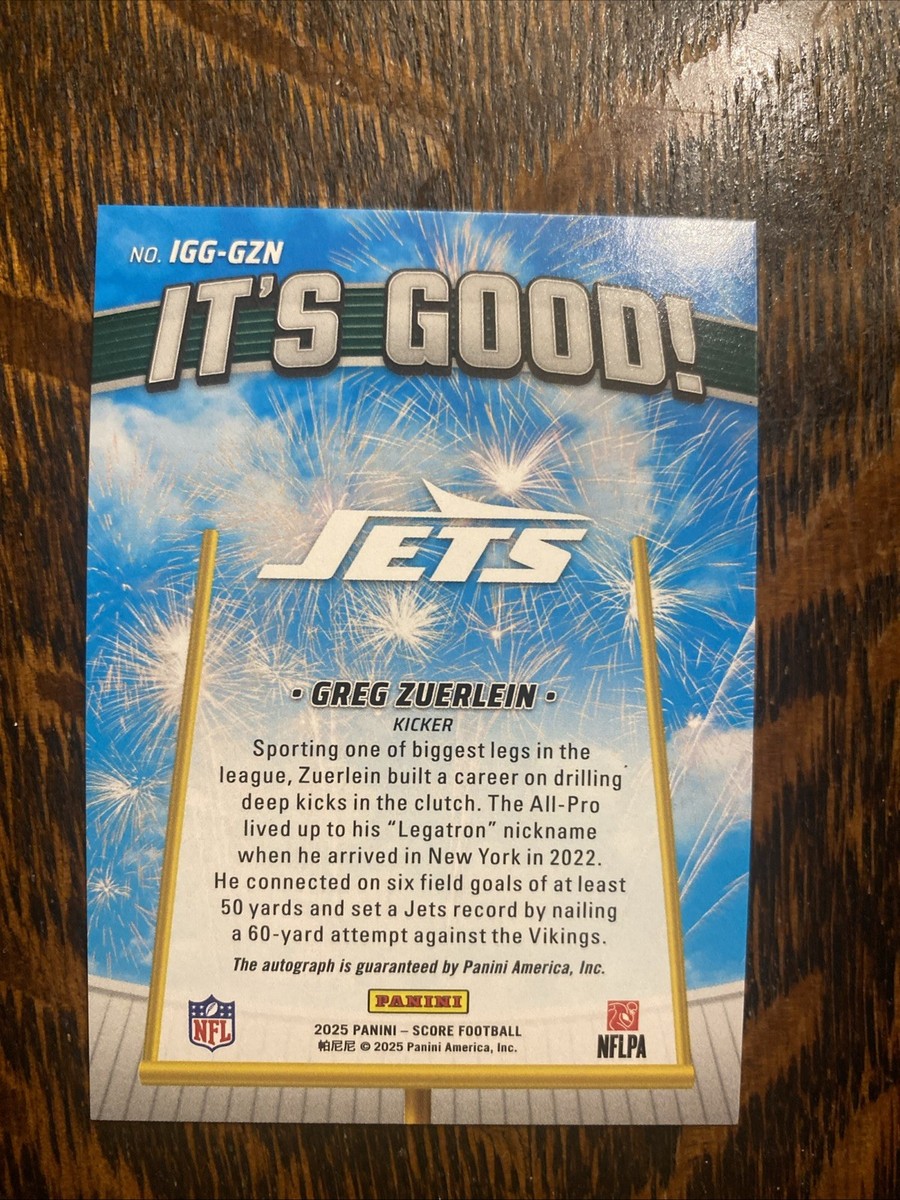 NO. IGG-GZN
IT'S GOOD!
JETS
• GREG ZUERLEIN •
KICKER
Sporting one of biggest legs in the
league, Zuerlein built a career on drilling
deep kicks in the clutch. The All-Pro
lived up to his “Legatron” nickname
when he arrived in New York in 2022.
He connected on six field goals of at least
50 yards and set a Jets record by nailing
a 60-yard attempt against the Vikings.
The autograph is guaranteed by Panini America, Inc.
PANINI
NFL
2025 PANINI – SCORE FOOTBALL
帕尼尼 © 2025 Panini America, Inc.
NFLPA